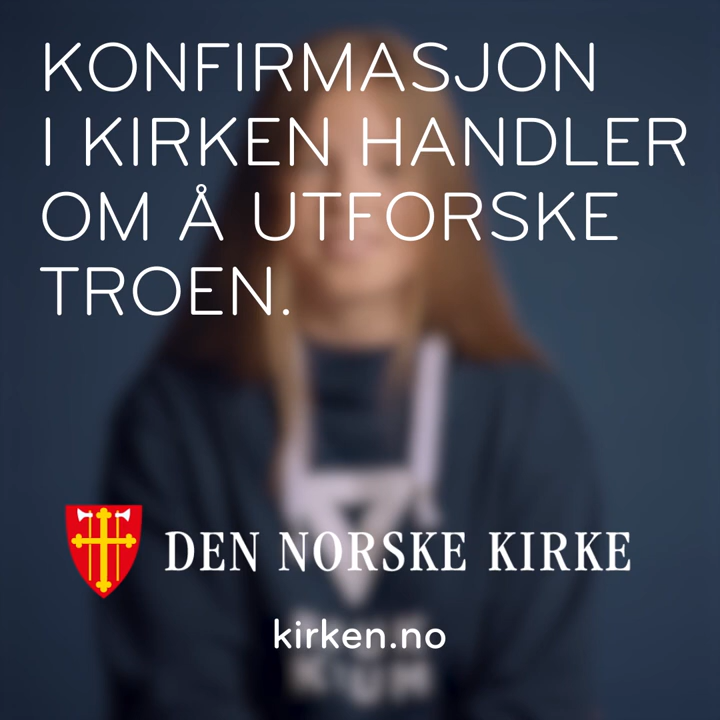 KONFIRMASJON
I KIRKEN HANDLER
OM Å UTFORSKE
TROEN.
DEN NORSKE KIRKE
kirken.no